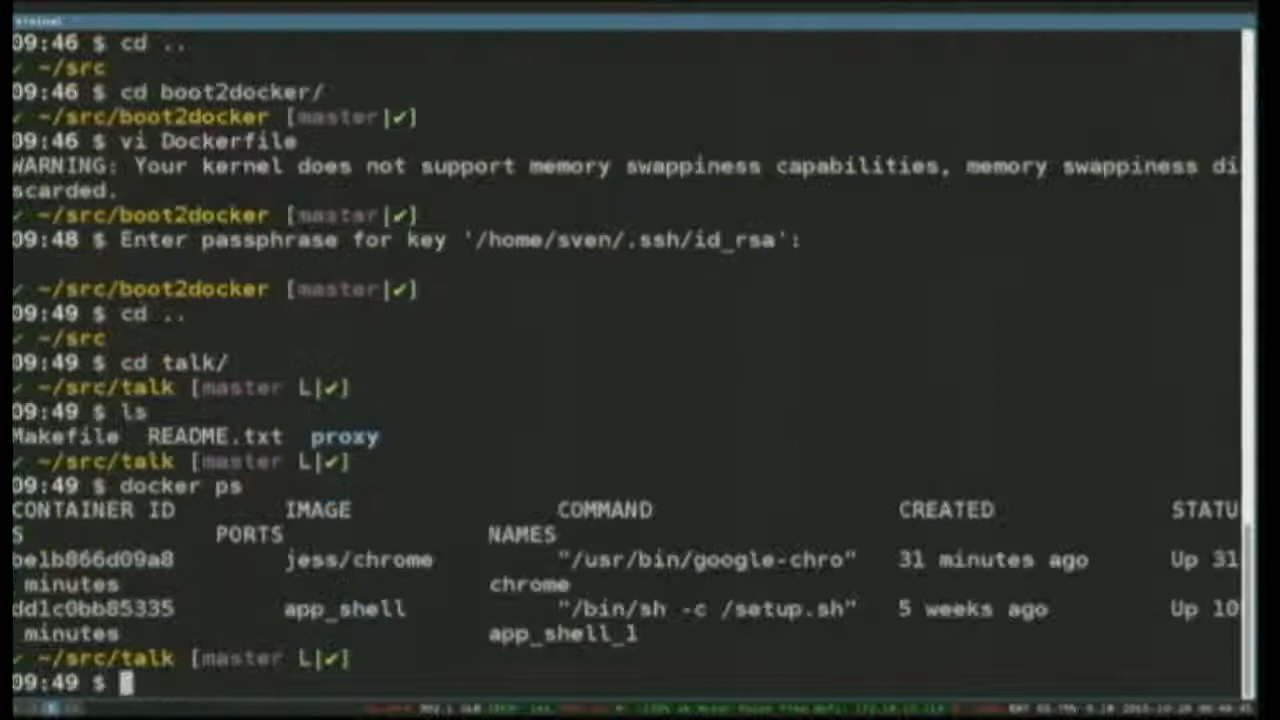 09:46 $ cd ..
✓ ~/src
09:46 $ cd boot2docker/
✓ ~/src/boot2docker [master|✔]
09:46 $ vi Dockerfile
WARNING: Your kernel does not support memory swappiness capabilities, memory swappiness di
scarded.
✓ ~/src/boot2docker [master|✔]
09:48 $ Enter passphrase for key '/home/sven/.ssh/id_rsa':
✓ ~/src/boot2docker [master|✔]
09:49 $ cd ..
✓ ~/src
09:49 $ cd talk/
✓ ~/src/talk [master L|✔]
09:49 $ ls
Makefile README.txt proxy
✓ ~/src/talk [master L|✔]
09:49 $ docker ps
CONTAINER ID IMAGE COMMAND CREATED STATU
S PORTS NAMES
be1b866d09a8 jess/chrome "/usr/bin/google-chro" 31 minutes ago Up 31
minutes chrome
dd1c0bb85335 app_shell "/bin/sh -c /setup.sh" 5 weeks ago Up 10
minutes app_shell_1
✓ ~/src/talk [master L|✔]
09:49 $